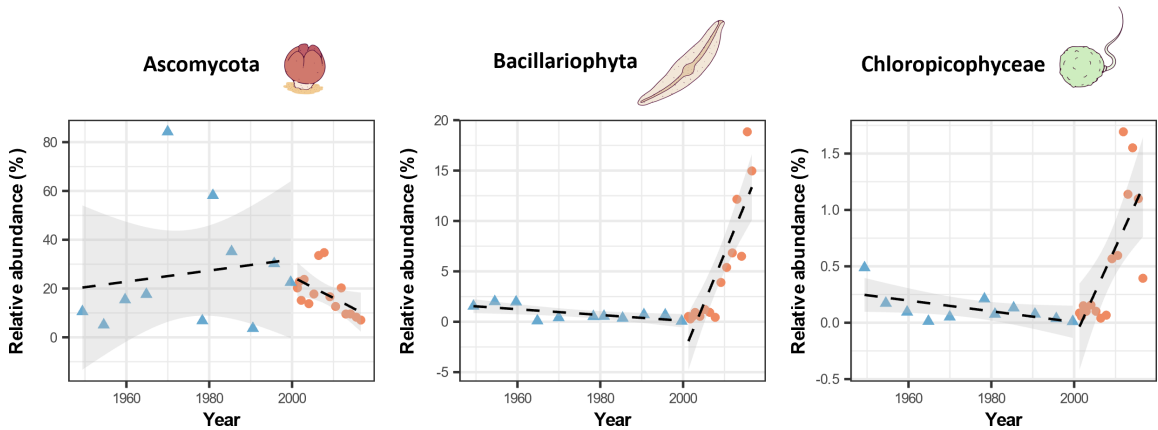 Ascomycota
Bacillariophyta
Chloropicophyceae
Relative abundance (%)
80
60
40
20
0
1960
1980
2000
Year
Relative abundance (%)
20
15
10
5
0
-5
1960
1980
2000
Year
Relative abundance (%)
1.5
1.0
0.5
0.0
-0.5
1960
1980
2000
Year